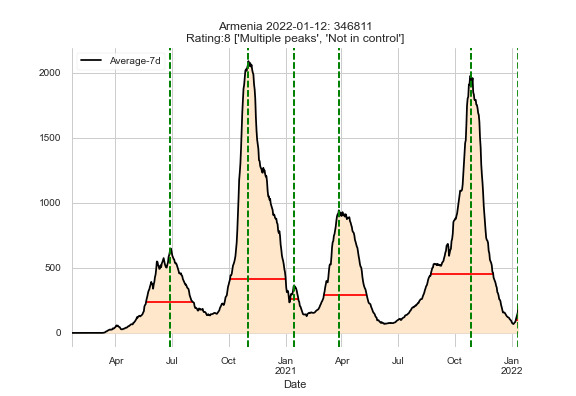 Armenia 2022-01-12: 346811
Rating:8 ['Multiple peaks', 'Not in control']
Average-7d
2000
1500
1000
500
0
Apr Jul Oct Jan Apr Jul Oct Jan
2021 2022
Date